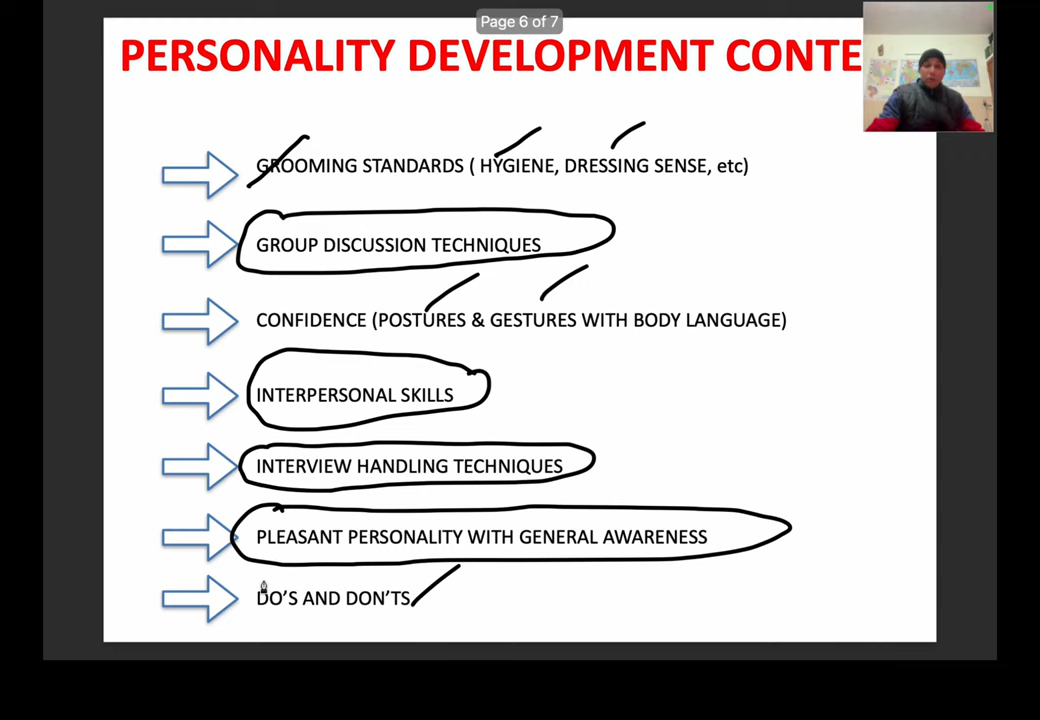 Page 6 of 7
PERSONALITY DEVELOPMENT CONTE
GROOMING STANDARDS ( HYGIENE, DRESSING SENSE, etc)
GROUP DISCUSSION TECHNIQUES
CONFIDENCE (POSTURES & GESTURES WITH BODY LANGUAGE)
INTERPERSONAL SKILLS
INTERVIEW HANDLING TECHNIQUES
PLEASANT PERSONALITY WITH GENERAL AWARENESS
DO'S AND DON'TS